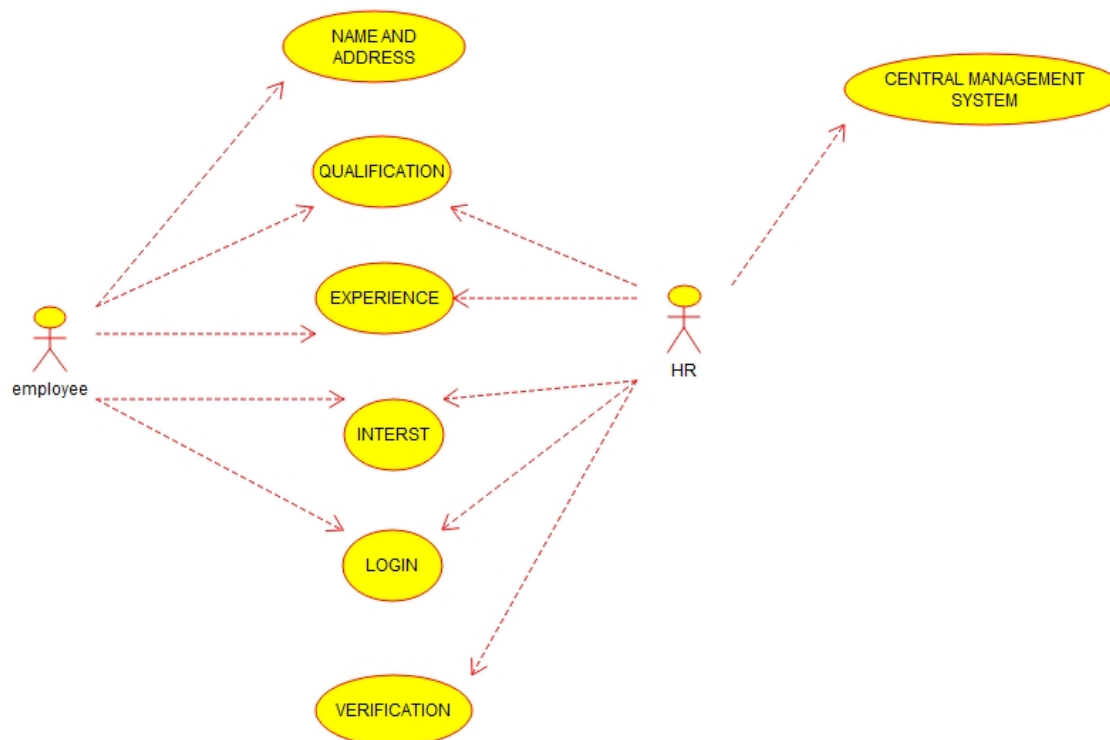 NAME AND
ADDRESS
CENTRAL MANAGEMENT
SYSTEM
QUALIFICATION
EXPERIENCE
employee
HR
INTERST
LOGIN
VERIFICATION